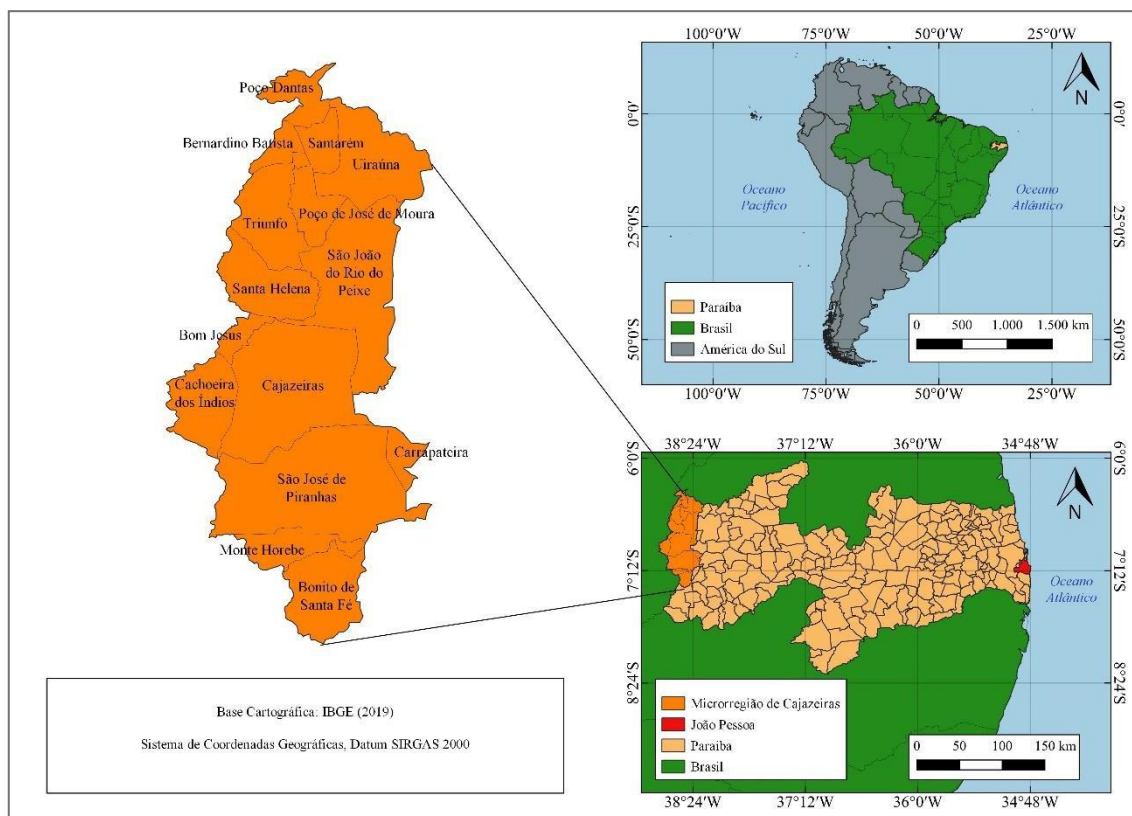 Poço Dantas
Bernardino Batista
Santarém
Uiraúna
Poço de José de Moura
Triunfo
São João
do Rio do
Peixe
Santa Helena
Bom Jesus
Cachoeira
dos Índios
Cajazeiras
Carrapateira
São José de
Piranhas
Monte Horebe
Bonito de
Santa Fé
Base Cartográfica: IBGE (2019)
Sistema de Coordenadas Geográficas, Datum SIRGAS 2000
100°0'W 75°0'W 50°0'W 25°0'W
N
0°0' 0°0'
Oceano
Pacífico
Oceano
Atlântico
25°0'S 25°0'S
Paraíba
Brasil
América do Sul
0 500 1.000 1.500 km
50°0'S 50°0'S
100°0'W 75°0'W 50°0'W 25°0'W
38°24'W 37°12'W 36°0'W 34°48'W
6°0'S 6°0'S
N
7°12'S 7°12'S
Oceano
Atlântico
8°24'S 8°24'S
Microrregião de Cajazeiras
João Pessoa
Paraíba
Brasil
0 50 100 150 km
38°24'W 37°12'W 36°0'W 34°48'W